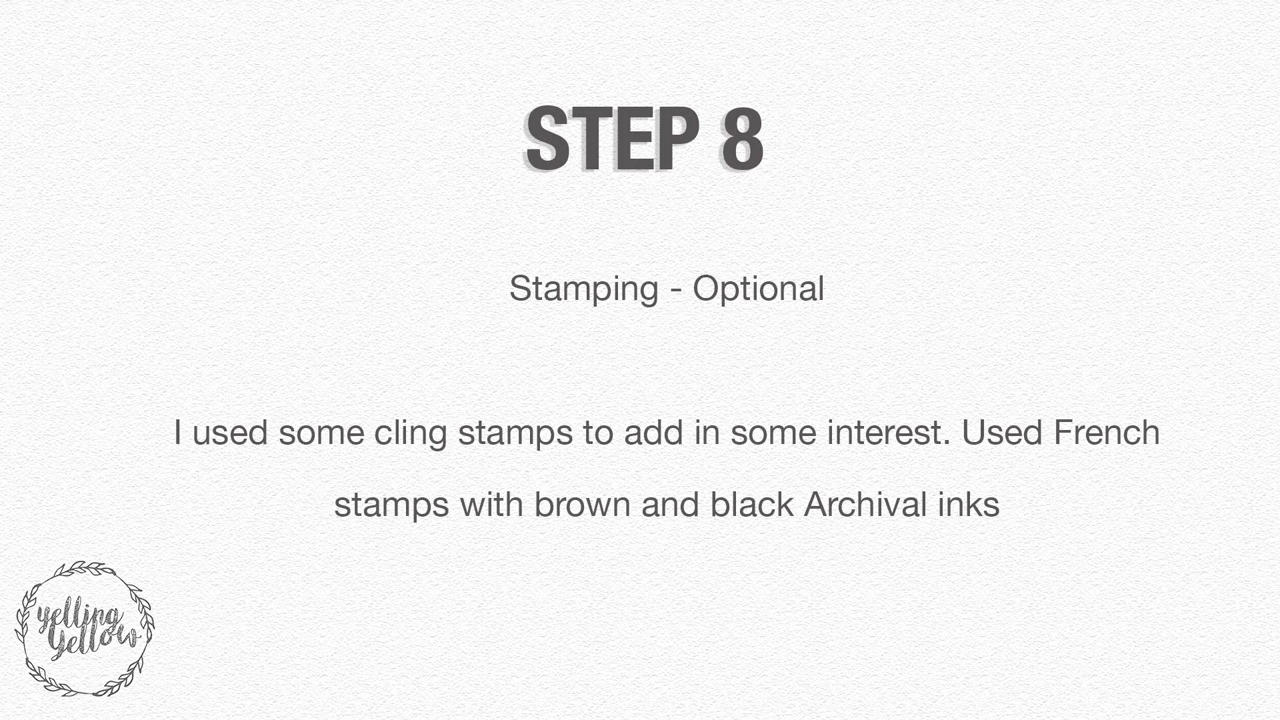 STEP 8
Stamping - Optional
I used some cling stamps to add in some interest. Used French
stamps with brown and black Archival inks
yelling
yellow